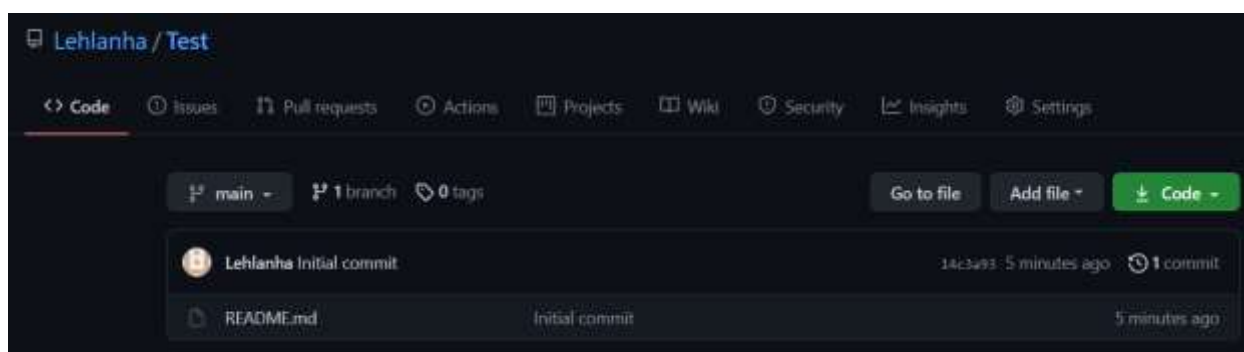 Lehlanha / Test
<> Code Issues Pull requests Actions Projects Wiki Security Insights Settings
main 1 branch 0 tags Go to file Add file Code
Lehlanha Initial commit 14c3a93 5 minutes ago 1 commit
README.md Initial commit 5 minutes ago